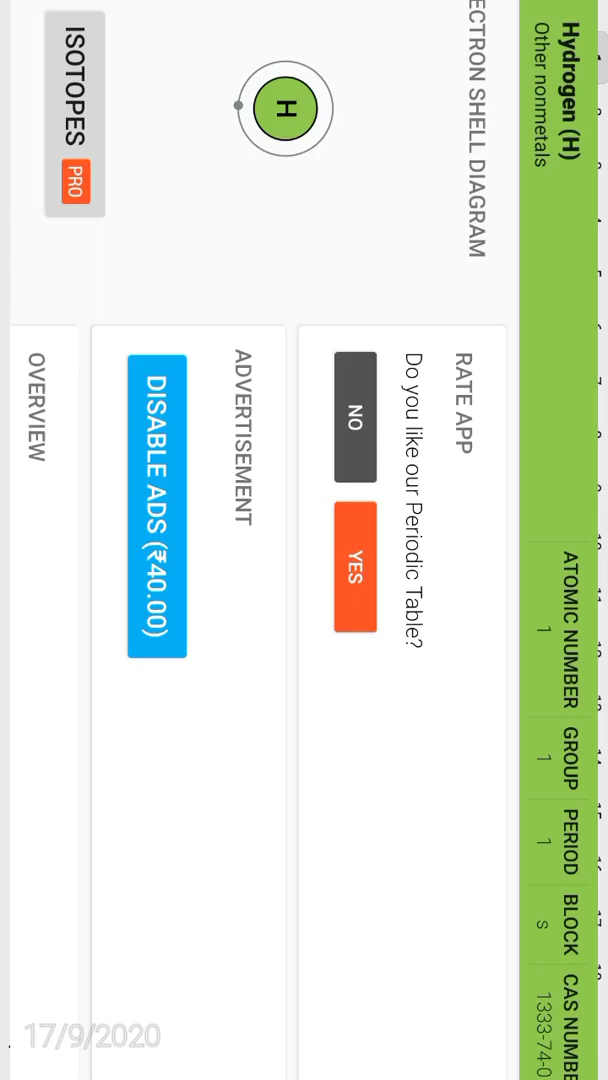 Hydrogen (H)
Other nonmetals
ATOMIC NUMBER
1
GROUP
1
PERIOD
1
BLOCK
s
CAS NUMBE
1333-74-0
ECTRON SHELL DIAGRAM
H
ISOTOPES PRO
RATE APP
Do you like our Periodic Table?
NO YES
ADVERTISEMENT
DISABLE ADS (₹40.00)
OVERVIEW
17/9/2020